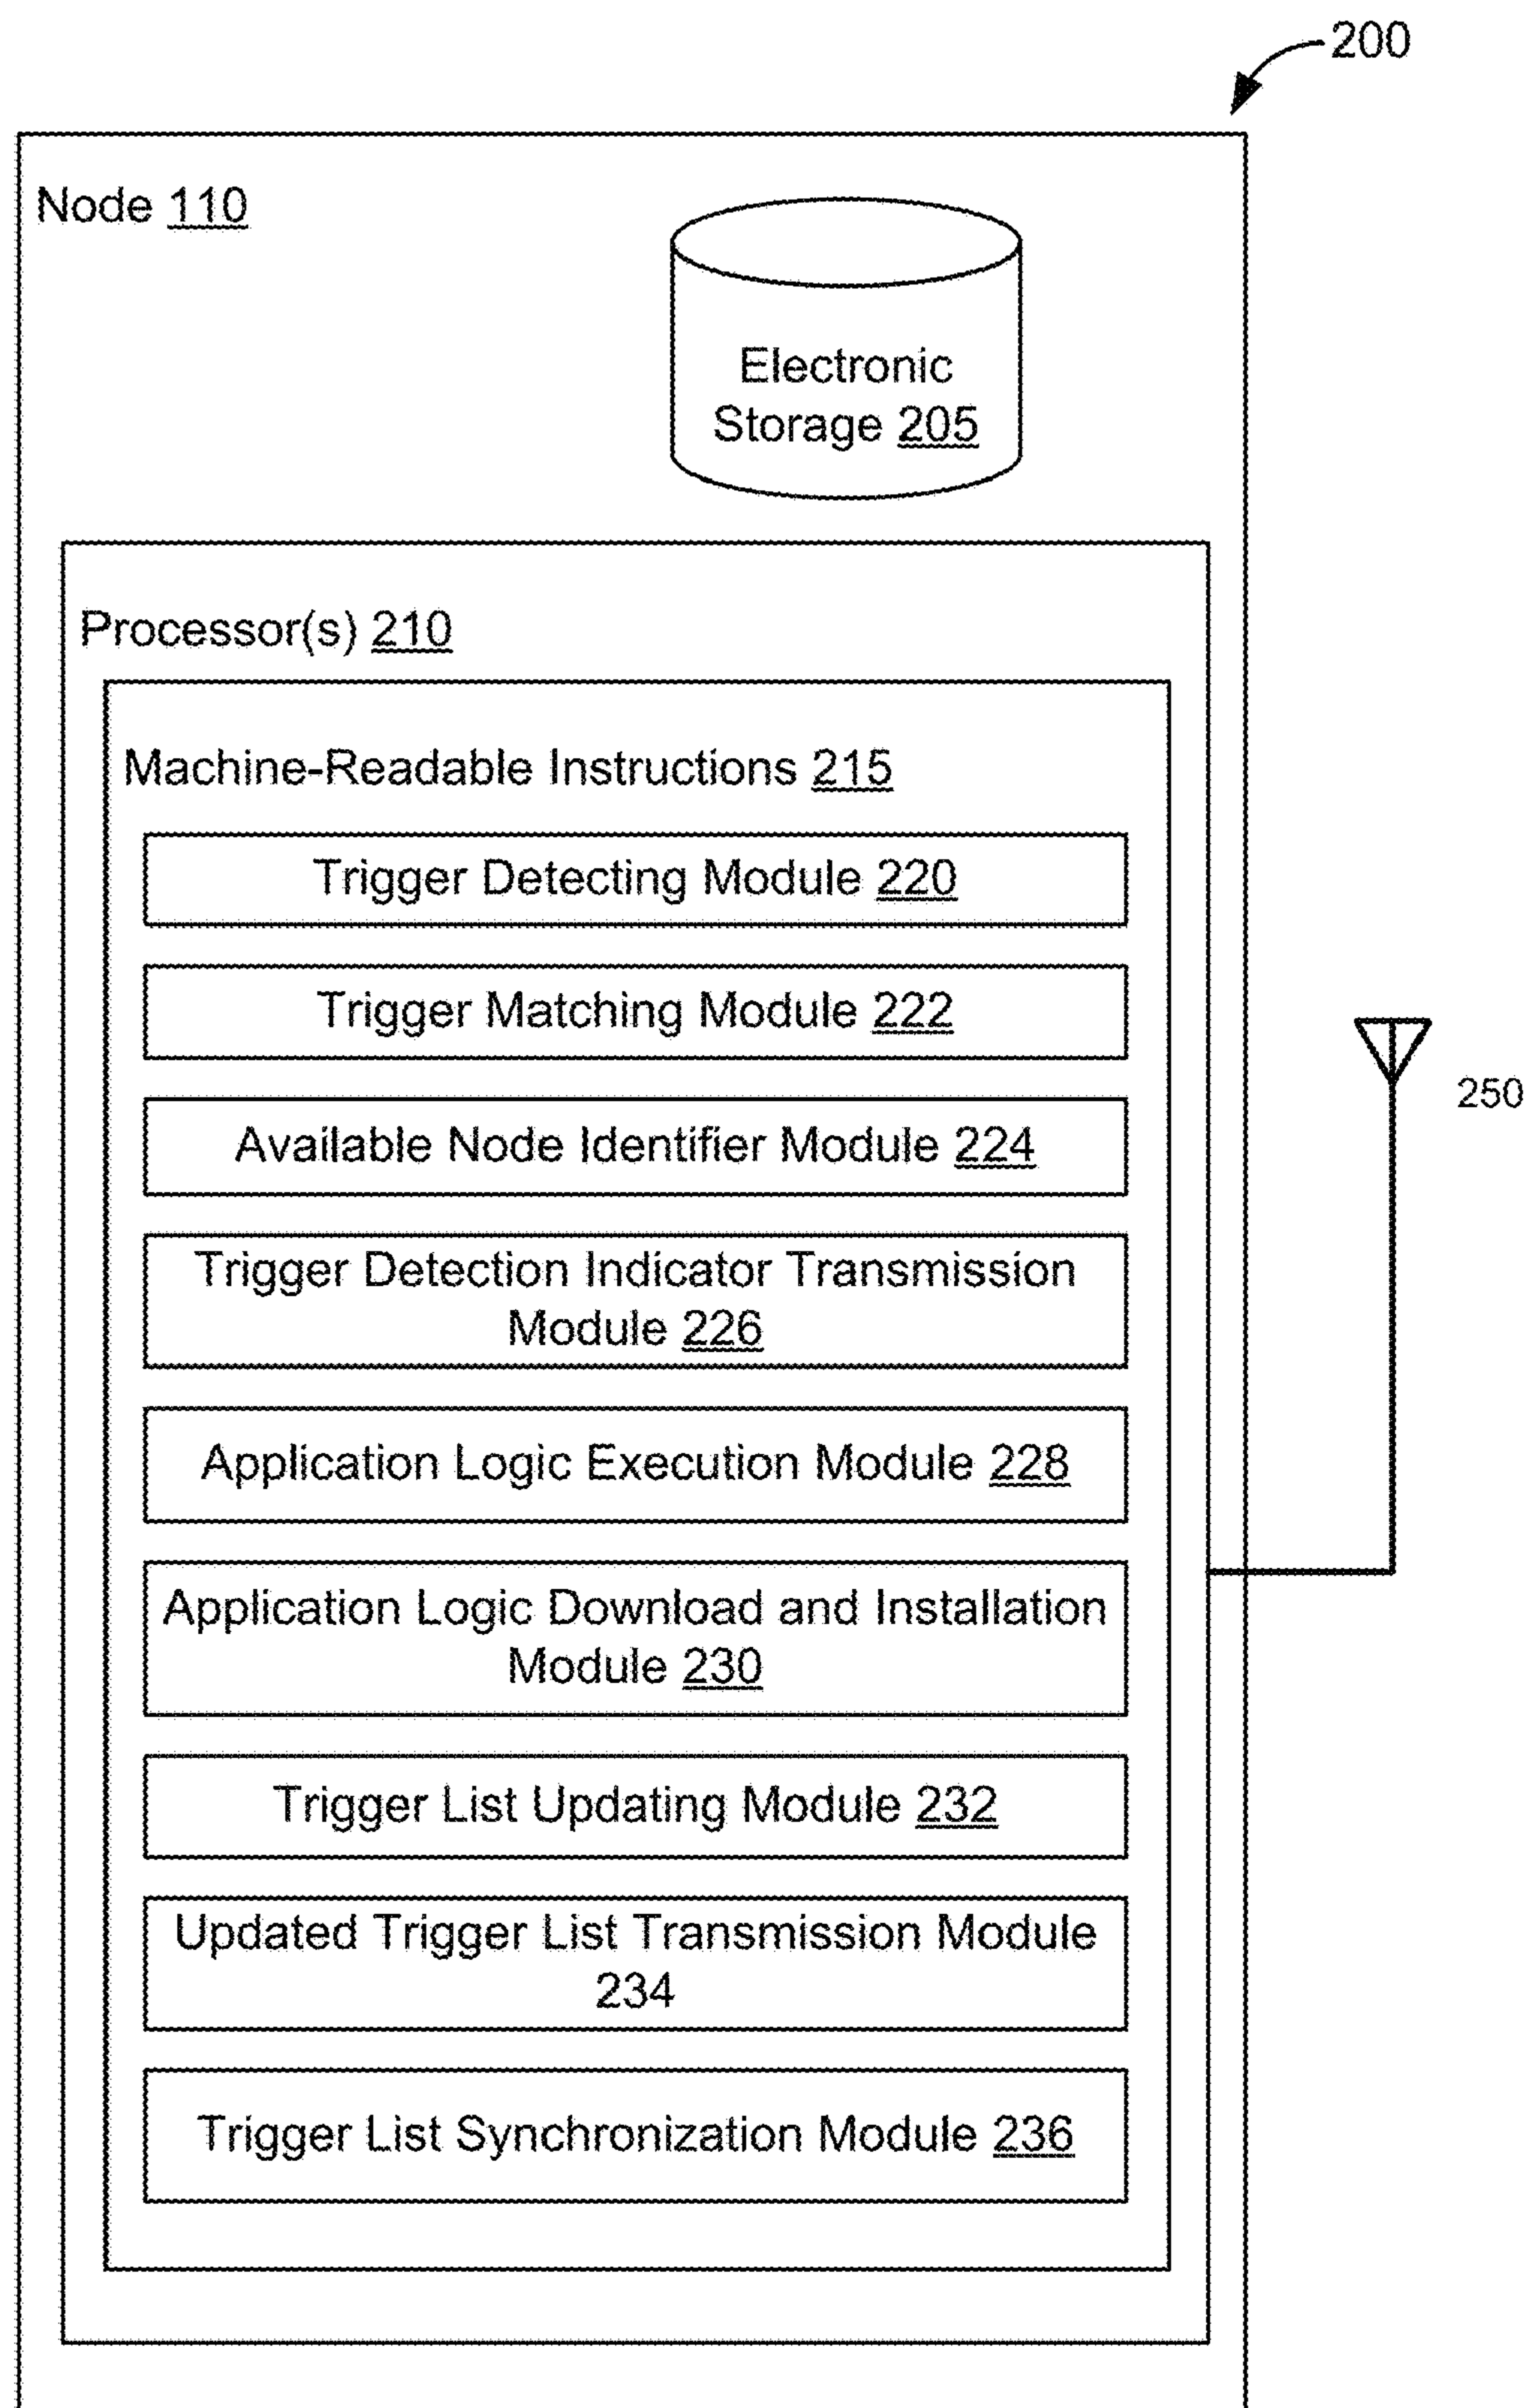 200
Node 110
Electronic
Storage 205
Processor(s) 210
Machine-Readable Instructions 215
Trigger Detecting Module 220
Trigger Matching Module 222
Available Node Identifier Module 224
Trigger Detection Indicator Transmission
Module 226
Application Logic Execution Module 228
Application Logic Download and Installation
Module 230
Trigger List Updating Module 232
Updated Trigger List Transmission Module
234
Trigger List Synchronization Module 236
250